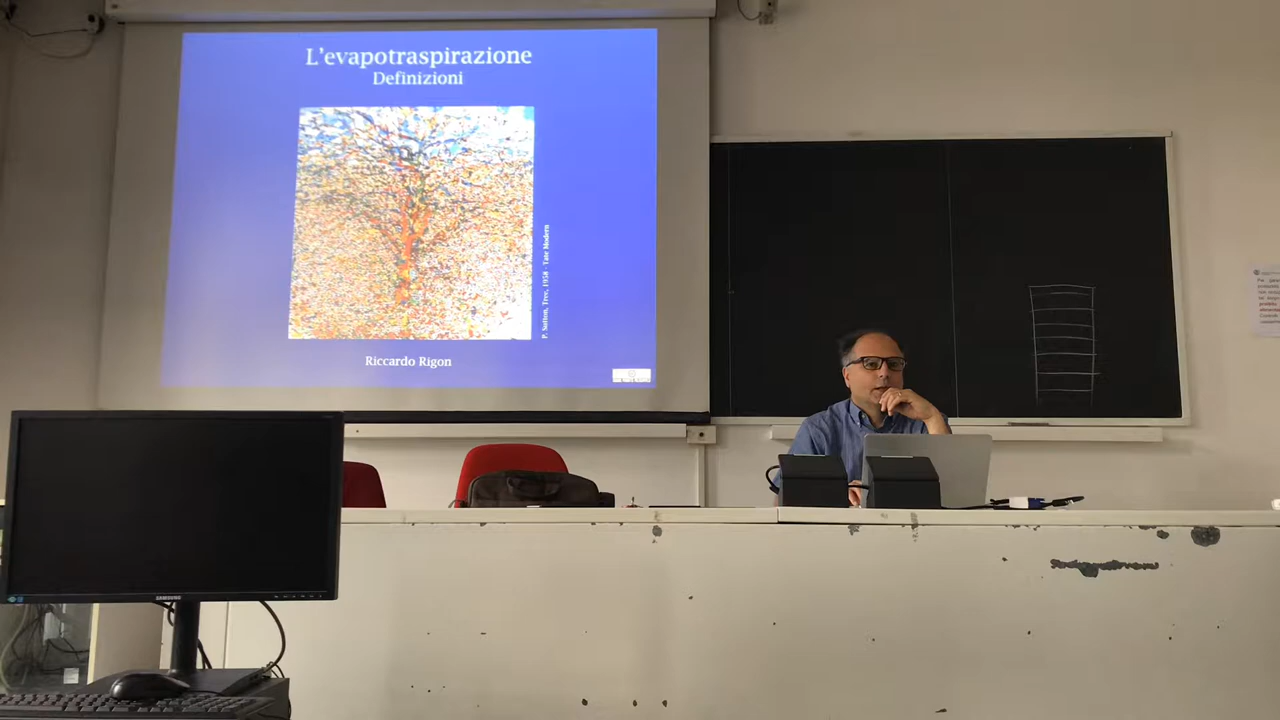 L'evapotraspirazione
Definizioni
P. Sutton, Tree, 1958 - Tate Modern
Riccardo Rigon
SAMSUNG